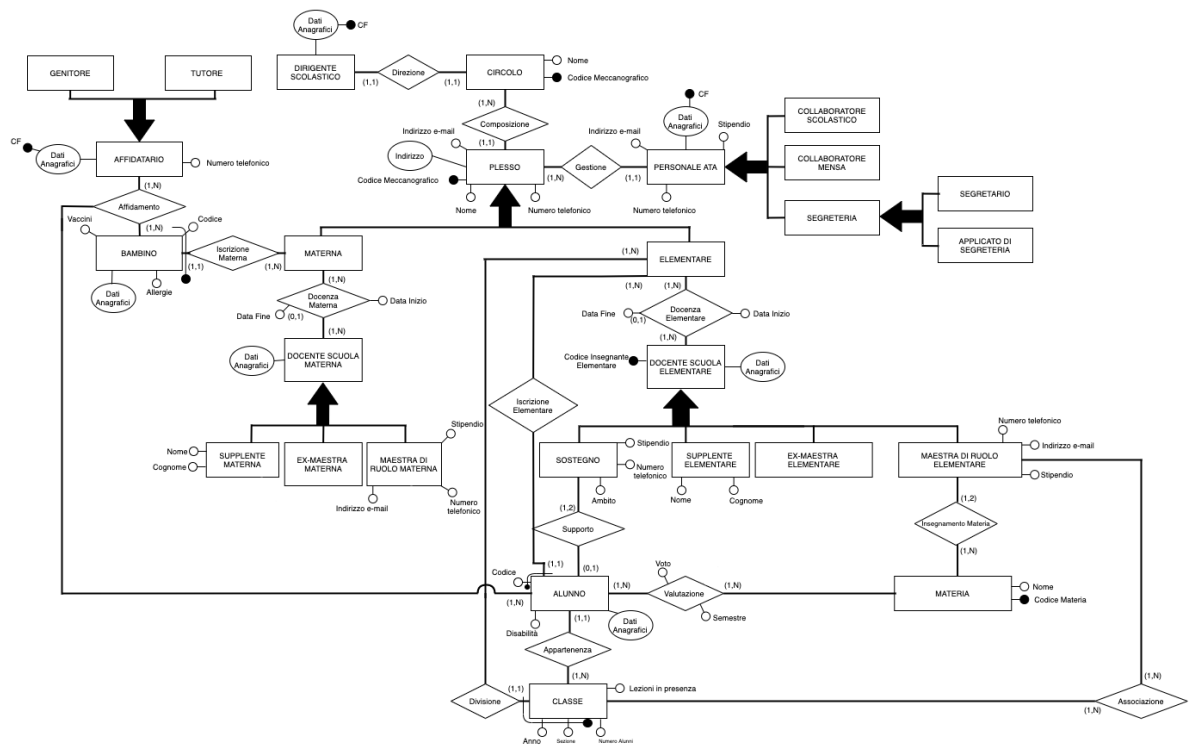 Dati
Anagrafici
CF
GENITORE
TUTORE
DIRIGENTE
SCOLASTICO
(1,1)
Direzione
(1,1)
CIRCOLO
Nome
Codice Meccanografico
(1,N)
Composizione
(1,1)
CF
Dati
Anagrafici
AFFIDATARIO
Numero telefonico
(1,N)
Indirizzo e-mail
Indirizzo
Codice Meccanografico
PLESSO
Nome
Numero telefonico
(1,N)
Gestione
(1,1)
Indirizzo e-mail
CF
Dati
Anagrafici
Stipendio
PERSONALE ATA
Numero telefonico
COLLABORATORE
SCOLASTICO
COLLABORATORE
MENSA
SEGRETERIA
SEGRETARIO
APPLICATO DI
SEGRETERIA
Affidamento
(1,N)
Vaccini
Codice
BAMBINO
(1,1)
Dati
Anagrafici
Allergie
Iscrizione
Materna
(1,N)
MATERNA
(1,N)
Docenza
Materna
Data Inizio
Data Fine
(0,1)
(1,N)
(1,N)
ELEMENTARE
(1,N)
(1,N)
Docenza
Elementare
Data Fine
(0,1)
Data Inizio
(1,N)
Dati
Anagrafici
DOCENTE SCUOLA
MATERNA
Codice Insegnante
Elementare
DOCENTE SCUOLA
ELEMENTARE
Dati
Anagrafici
Iscrizione
Elementare
Nome
Cognome
SUPPLENTE
MATERNA
EX-MAESTRA
MATERNA
MAESTRA DI
RUOLO MATERNA
Stipendio
Indirizzo e-mail
Numero
telefonico
SOSTEGNO
Stipendio
Numero
telefonico
Ambito
SUPPLENTE
ELEMENTARE
Nome
Cognome
EX-MAESTRA
ELEMENTARE
MAESTRA DI RUOLO
ELEMENTARE
Numero telefonico
Indirizzo e-mail
Stipendio
(1,2)
Supporto
(0,1)
(1,2)
Insegnamento Materia
(1,N)
(1,1)
Codice
ALUNNO
(1,N)
Disabilità
Dati
Anagrafici
(1,N)
Voto
Valutazione
Semestre
(1,N)
MATERIA
Nome
Codice Materia
(1,1)
Appartenenza
(1,N)
Divisione
(1,1)
CLASSE
Lezioni in presenza
Anno
Sezione
Numero Alunni
(1,N)
Associazione
(1,N)